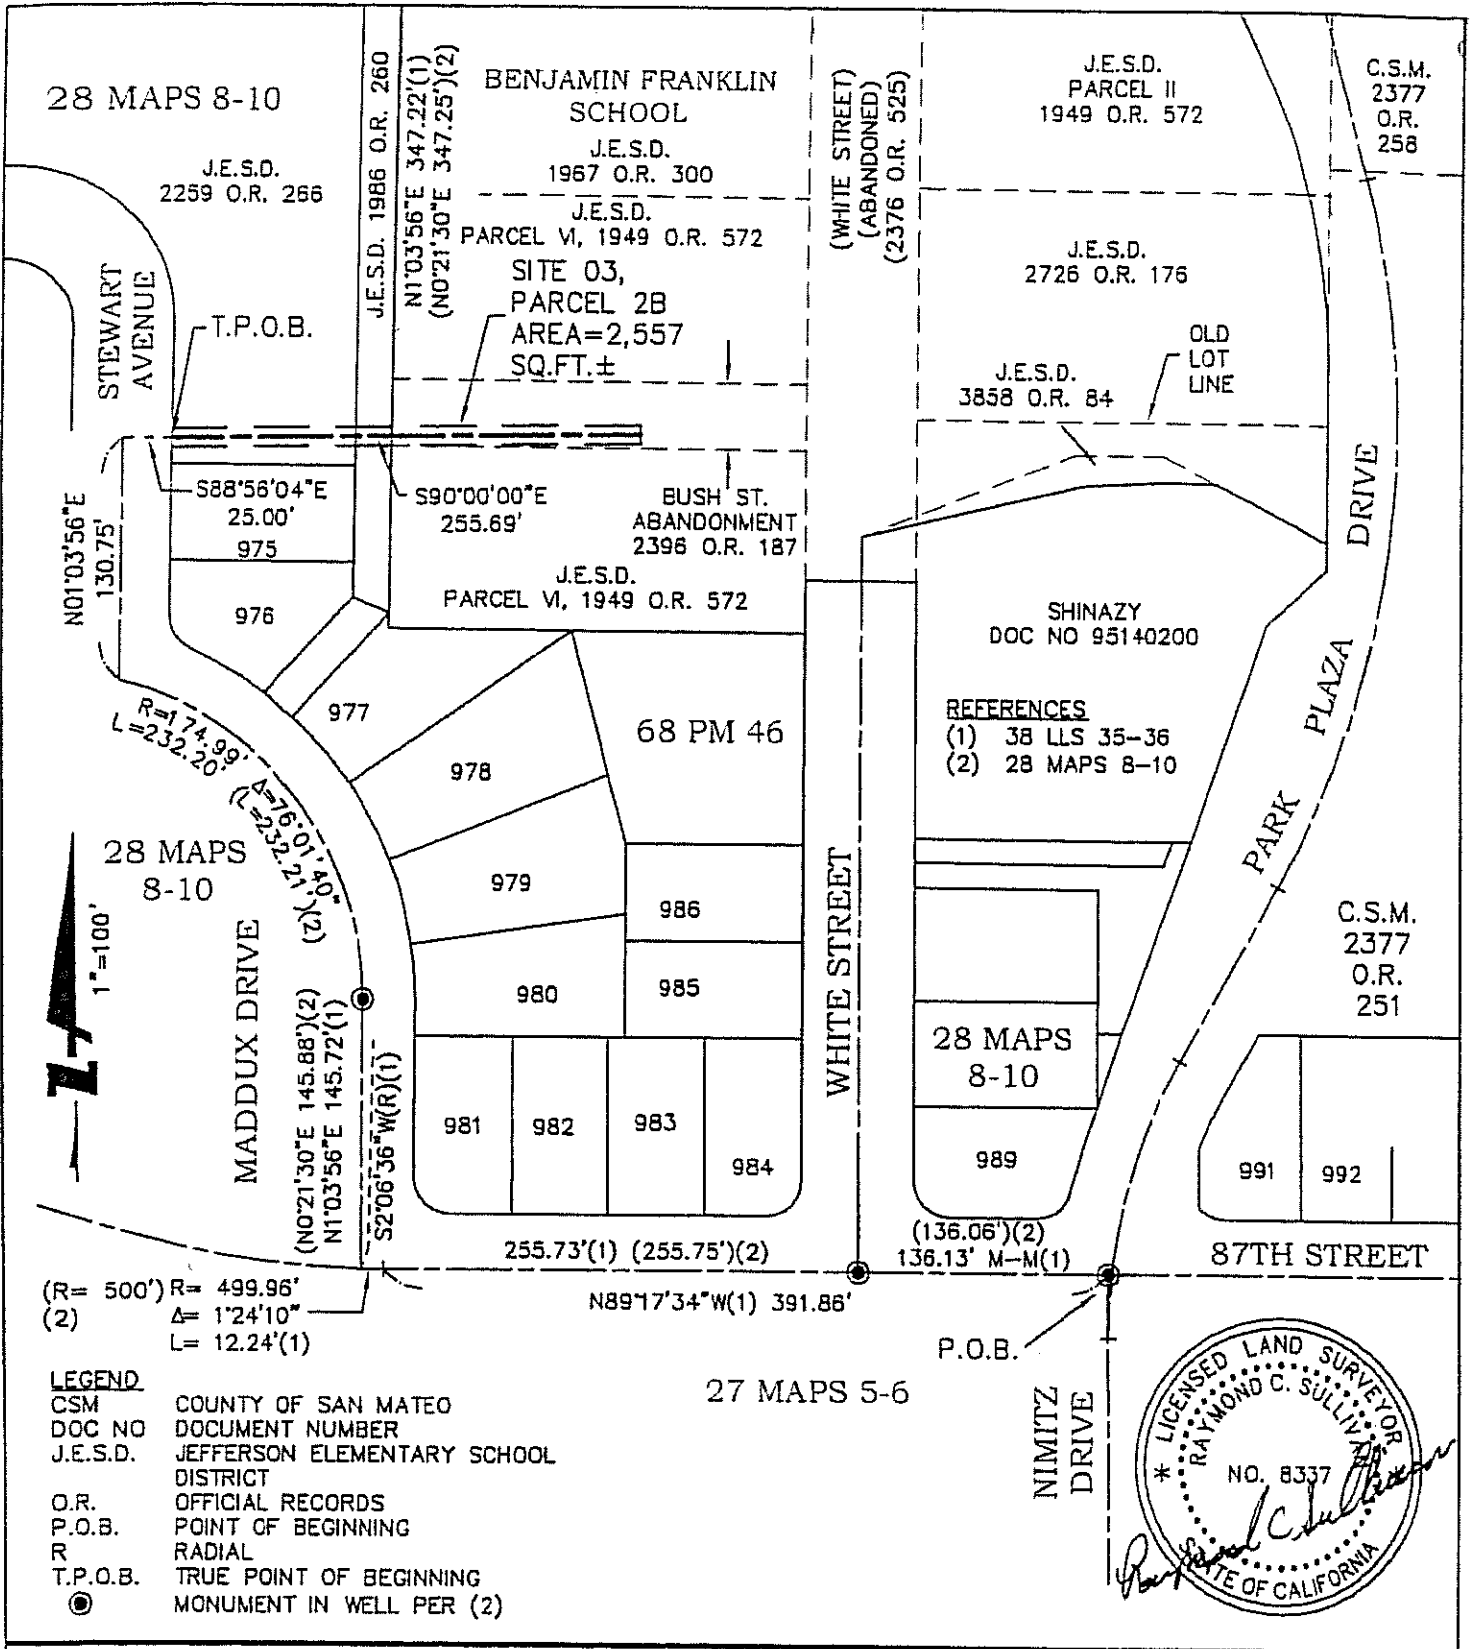 28 MAPS 8-10
J.E.S.D.
2259 O.R. 266
J.E.S.D. 1986 O.R. 260
N1°03'56"E 347.22'(1)
(N0°21'30"E 347.25')(2)
BENJAMIN FRANKLIN
SCHOOL
J.E.S.D.
1967 O.R. 300
J.E.S.D.
PARCEL VI, 1949 O.R. 572
SITE 03,
PARCEL 2B
AREA=2,557
SQ.FT.±
(WHITE STREET)
(ABANDONED)
(2376 O.R. 525)
J.E.S.D.
PARCEL II
1949 O.R. 572
C.S.M.
2377
O.R.
258
J.E.S.D.
2726 O.R. 176
OLD
LOT
LINE
J.E.S.D.
3858 O.R. 84
STEWART
AVENUE
T.P.O.B.
S88°56'04"E
25.00'
975
S90°00'00"E
255.69'
BUSH ST.
ABANDONMENT
2396 O.R. 187
N01°03'56"E
130.75'
976
J.E.S.D.
PARCEL VI, 1949 O.R. 572
SHINAZY
DOC NO 95140200
PARK PLAZA DRIVE
R=174.99' Δ=76°01'40"
L=232.20' (L=232.21')(2)
977
978
68 PM 46
REFERENCES
(1) 38 LLS 35-36
(2) 28 MAPS 8-10
28 MAPS
8-10
1"=100'
979
986
980
985
MADDUX DRIVE
(N0°21'30"E 145.88')(2)
N1°03'56"E 145.72'(1)
S2°06'36"W(R)(1)
WHITE STREET
C.S.M.
2377
O.R.
251
28 MAPS
8-10
981
982
983
984
989
991
992
255.73'(1) (255.75')(2)
(136.06')(2)
136.13' M-M(1)
87TH STREET
N89°17'34"W(1) 391.86'
(R= 500') R= 499.96'
(2) Δ= 1°24'10"
L= 12.24'(1)
P.O.B.
27 MAPS 5-6
NIMITZ
DRIVE
LEGEND
CSM COUNTY OF SAN MATEO
DOC NO DOCUMENT NUMBER
J.E.S.D. JEFFERSON ELEMENTARY SCHOOL
DISTRICT
O.R. OFFICIAL RECORDS
P.O.B. POINT OF BEGINNING
R RADIAL
T.P.O.B. TRUE POINT OF BEGINNING
MONUMENT IN WELL PER (2)
LICENSED LAND SURVEYOR
RAYMOND C. SULLIVAN
NO. 8337
STATE OF CALIFORNIA
Raymond C. Sullivan